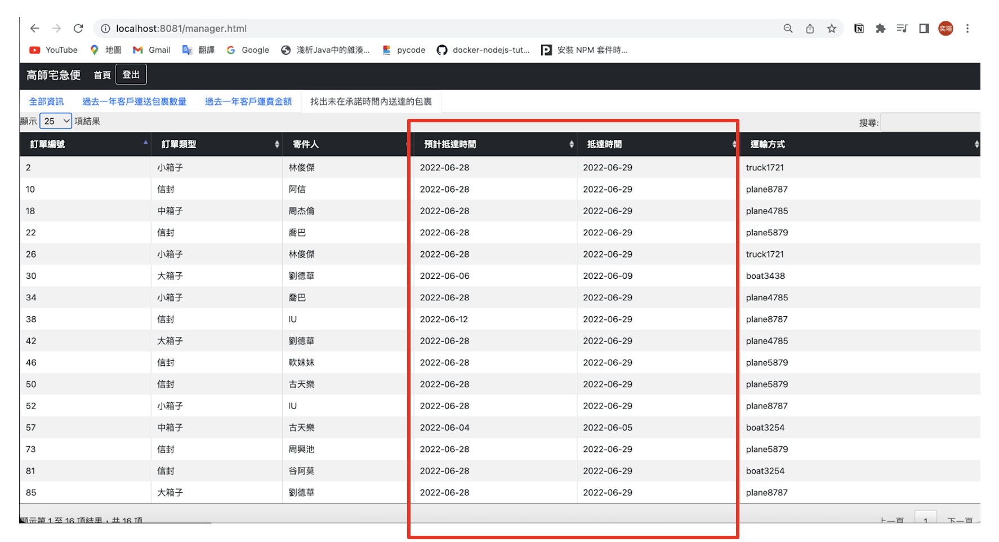 localhost:8081/manager.html 奕瑄
YouTube 地圖 Gmail 翻譯 Google 淺析Java中的雜湊... pycode docker-nodejs-tut... 安裝 NPM 套件時...
高師宅急便 首頁 登出
全部資訊 過去一年客戶運送包裹數量 過去一年客戶運費金額 找出未在承諾時間內送達的包裹
顯示 25 項結果 搜尋:
訂單編號 訂單類型 寄件人 預計抵達時間 抵達時間 運輸方式
2 小箱子 林俊傑 2022-06-28 2022-06-29 truck1721
10 信封 阿信 2022-06-28 2022-06-29 plane8787
18 中箱子 周杰倫 2022-06-28 2022-06-29 plane4785
22 信封 喬巴 2022-06-28 2022-06-29 plane5879
26 小箱子 林俊傑 2022-06-28 2022-06-29 truck1721
30 大箱子 劉德華 2022-06-06 2022-06-09 boat3438
34 小箱子 喬巴 2022-06-28 2022-06-29 plane4785
38 信封 IU 2022-06-12 2022-06-29 plane8787
42 大箱子 劉德華 2022-06-28 2022-06-29 plane4785
46 信封 軟妹妹 2022-06-28 2022-06-29 plane5879
50 信封 古天樂 2022-06-28 2022-06-29 plane5879
52 小箱子 IU 2022-06-28 2022-06-29 plane8787
57 中箱子 古天樂 2022-06-04 2022-06-05 boat3254
73 信封 周興池 2022-06-28 2022-06-29 plane5879
81 信封 谷阿莫 2022-06-28 2022-06-29 boat3254
85 大箱子 劉德華 2022-06-28 2022-06-29 plane8787
顯示第 1 至 16 項結果，共 16 項 上一頁 1 下一頁